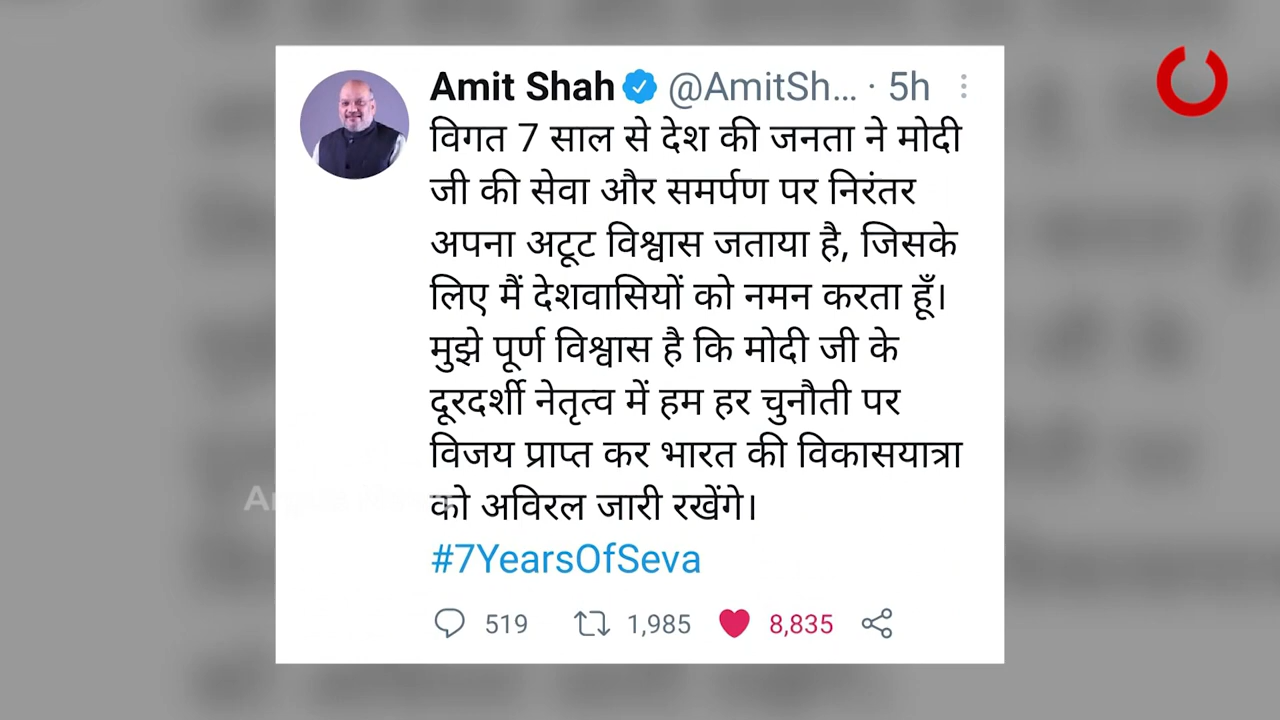 Amit Shah @AmitSh... · 5h
विगत 7 साल से देश की जनता ने मोदी
जी की सेवा और समर्पण पर निरंतर
अपना अटूट विश्वास जताया है, जिसके
लिए मैं देशवासियों को नमन करता हूँ।
मुझे पूर्ण विश्वास है कि मोदी जी के
दूरदर्शी नेतृत्व में हम हर चुनौती पर
विजय प्राप्त कर भारत की विकासयात्रा
को अविरल जारी रखेंगे।
#7YearsOfSeva
519 1,985 8,835